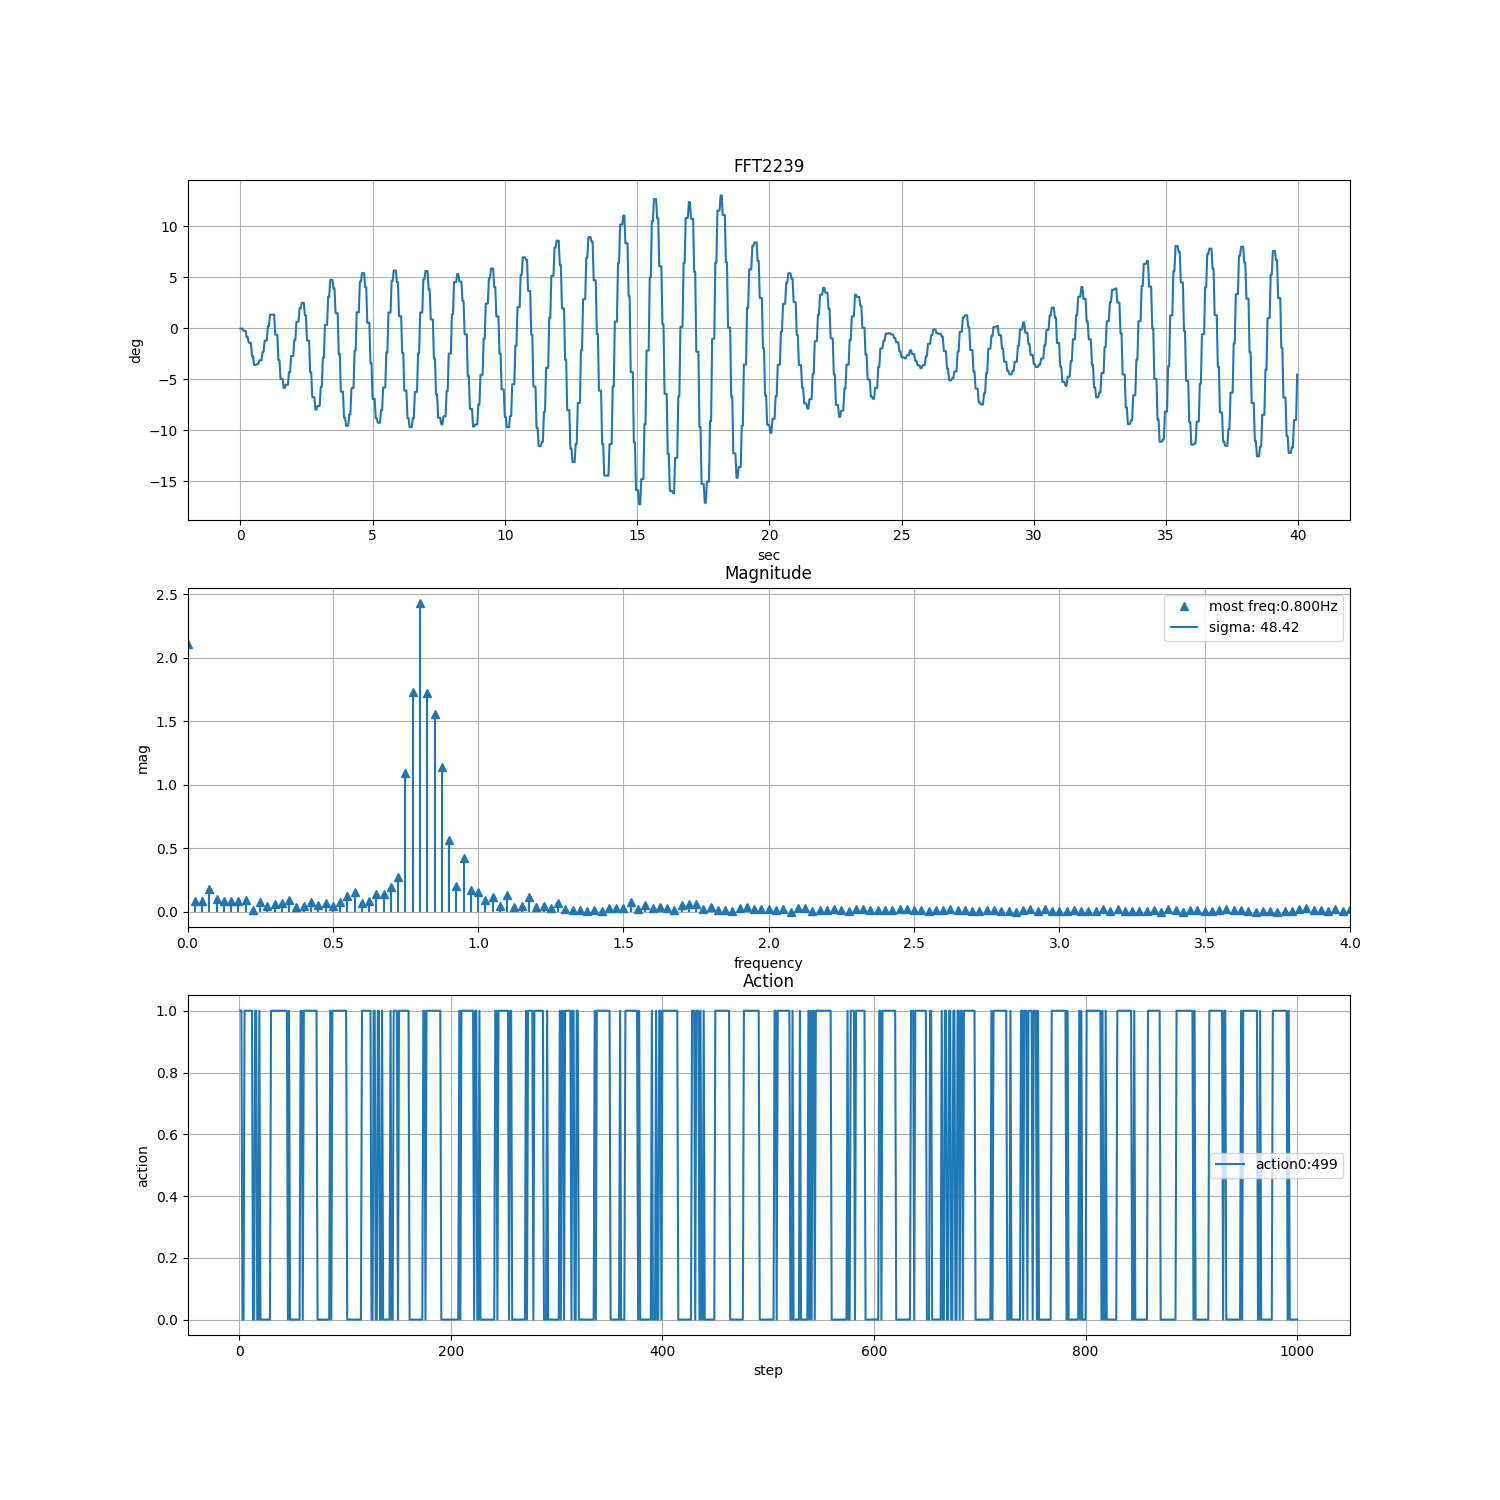 FFT2239
10
5
0
−5
−10
−15
deg
0 5 10 15 20 25 30 35 40
sec
Magnitude
2.5
2.0
1.5
1.0
0.5
0.0
mag
most freq:0.800Hz
sigma: 48.42
0.0 0.5 1.0 1.5 2.0 2.5 3.0 3.5 4.0
frequency
Action
1.0
0.8
0.6
0.4
0.2
0.0
action
action0:499
0 200 400 600 800 1000
step